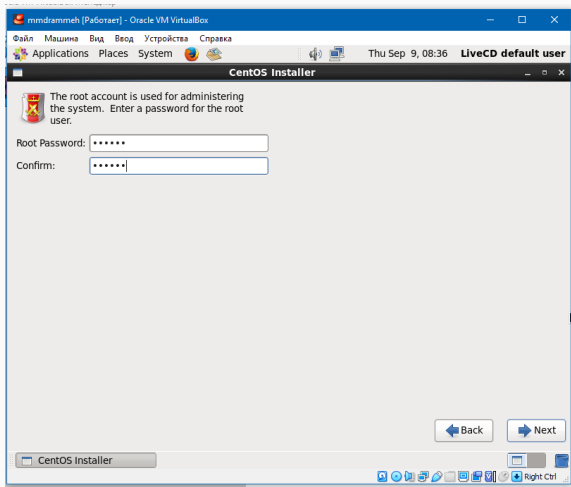 mmdrammeh [Работает] - Oracle VM VirtualBox
Файл Машина Вид Ввод Устройства Справка
Applications Places System Thu Sep 9, 08:36 LiveCD default user
CentOS Installer
The root account is used for administering
the system. Enter a password for the root
user.
Root Password: ••••••
Confirm: ••••••
Back Next
CentOS Installer
Right Ctrl